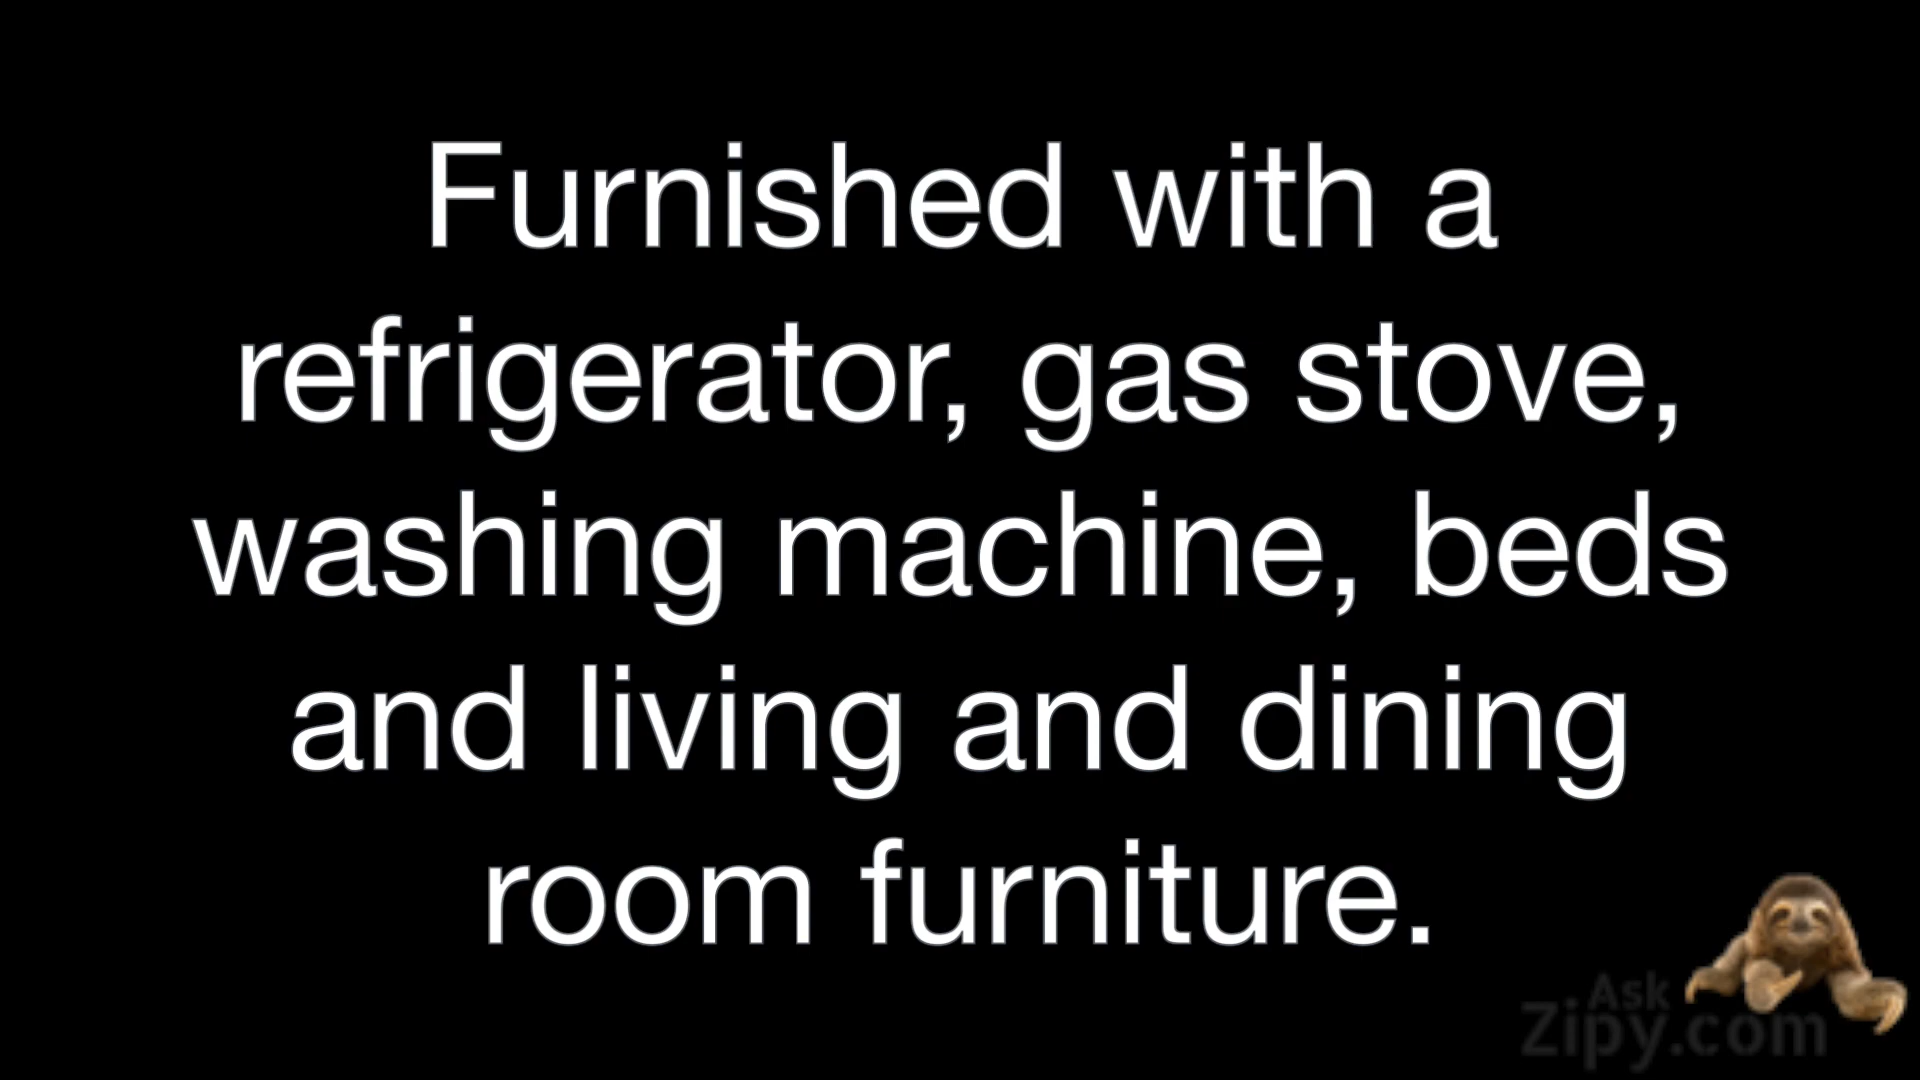 Furnished with a
refrigerator, gas stove,
washing machine, beds
and living and dining
room furniture.
Ask
Zipy.com